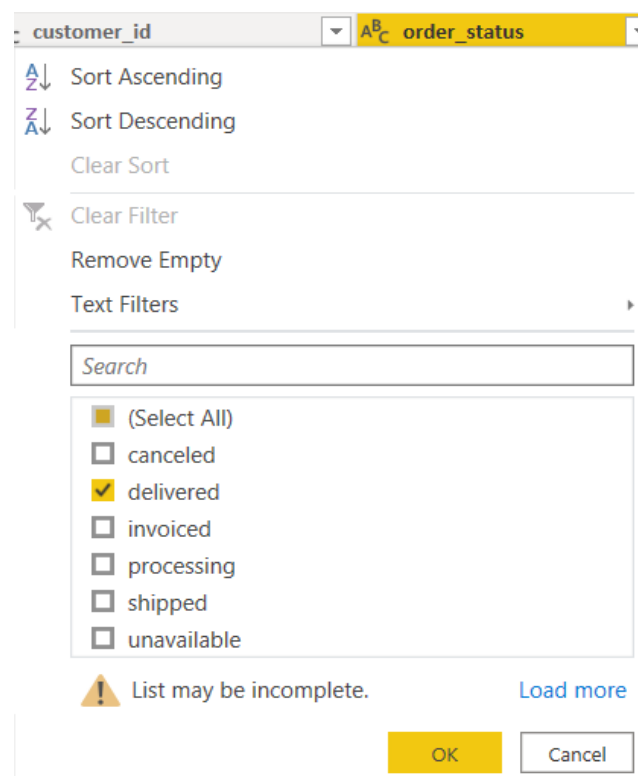 customer_id ABC order_status
Sort Ascending
Sort Descending
Clear Sort
Clear Filter
Remove Empty
Text Filters
Search
(Select All)
canceled
delivered
invoiced
processing
shipped
unavailable
List may be incomplete. Load more
OK Cancel